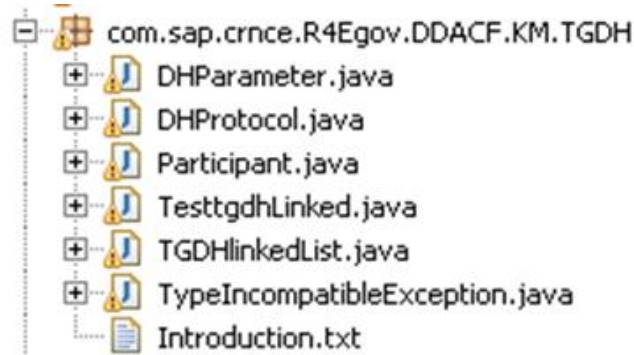 com.sap.crnce.R4Egov.DDACF.KM.TGDH
DHParameter.java
DHProtocol.java
Participant.java
TesttgdhLinked.java
TGDHlinkedList.java
TypeIncompatibleException.java
Introduction.txt